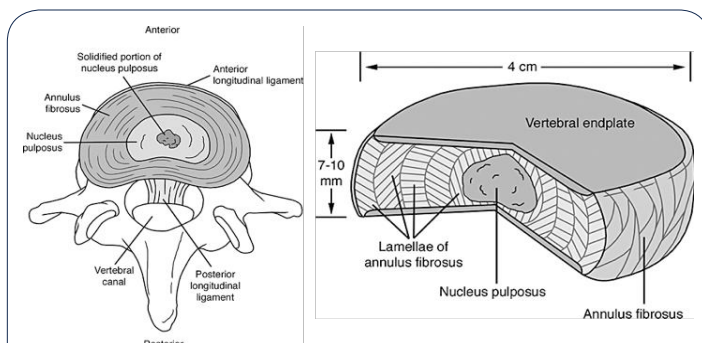 Anterior
Solidified portion of
nucleus pulposus
Anterior
longitudinal ligament
Annulus
fibrosus
Nucleus
pulposus
Vertebral
canal
Posterior
longitudinal
ligament
Posterior
4 cm
Vertebral endplate
7-10
mm
Lamellae of
annulus fibrosus
Nucleus pulposus
Annulus fibrosus